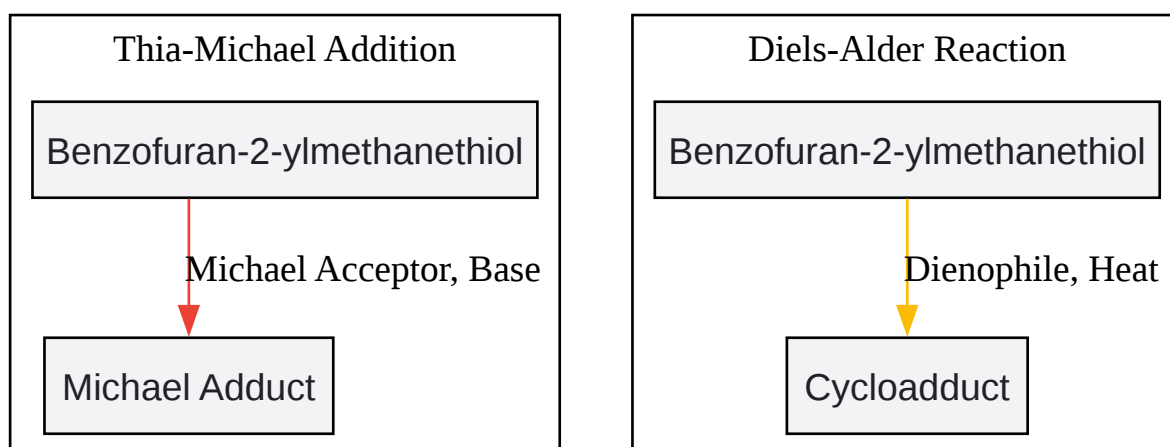 Thia-Michael Addition
Benzofuran-2-ylmethanethiol
Michael Acceptor, Base
Michael Adduct
Diels-Alder Reaction
Benzofuran-2-ylmethanethiol
Dienophile, Heat
Cycloadduct